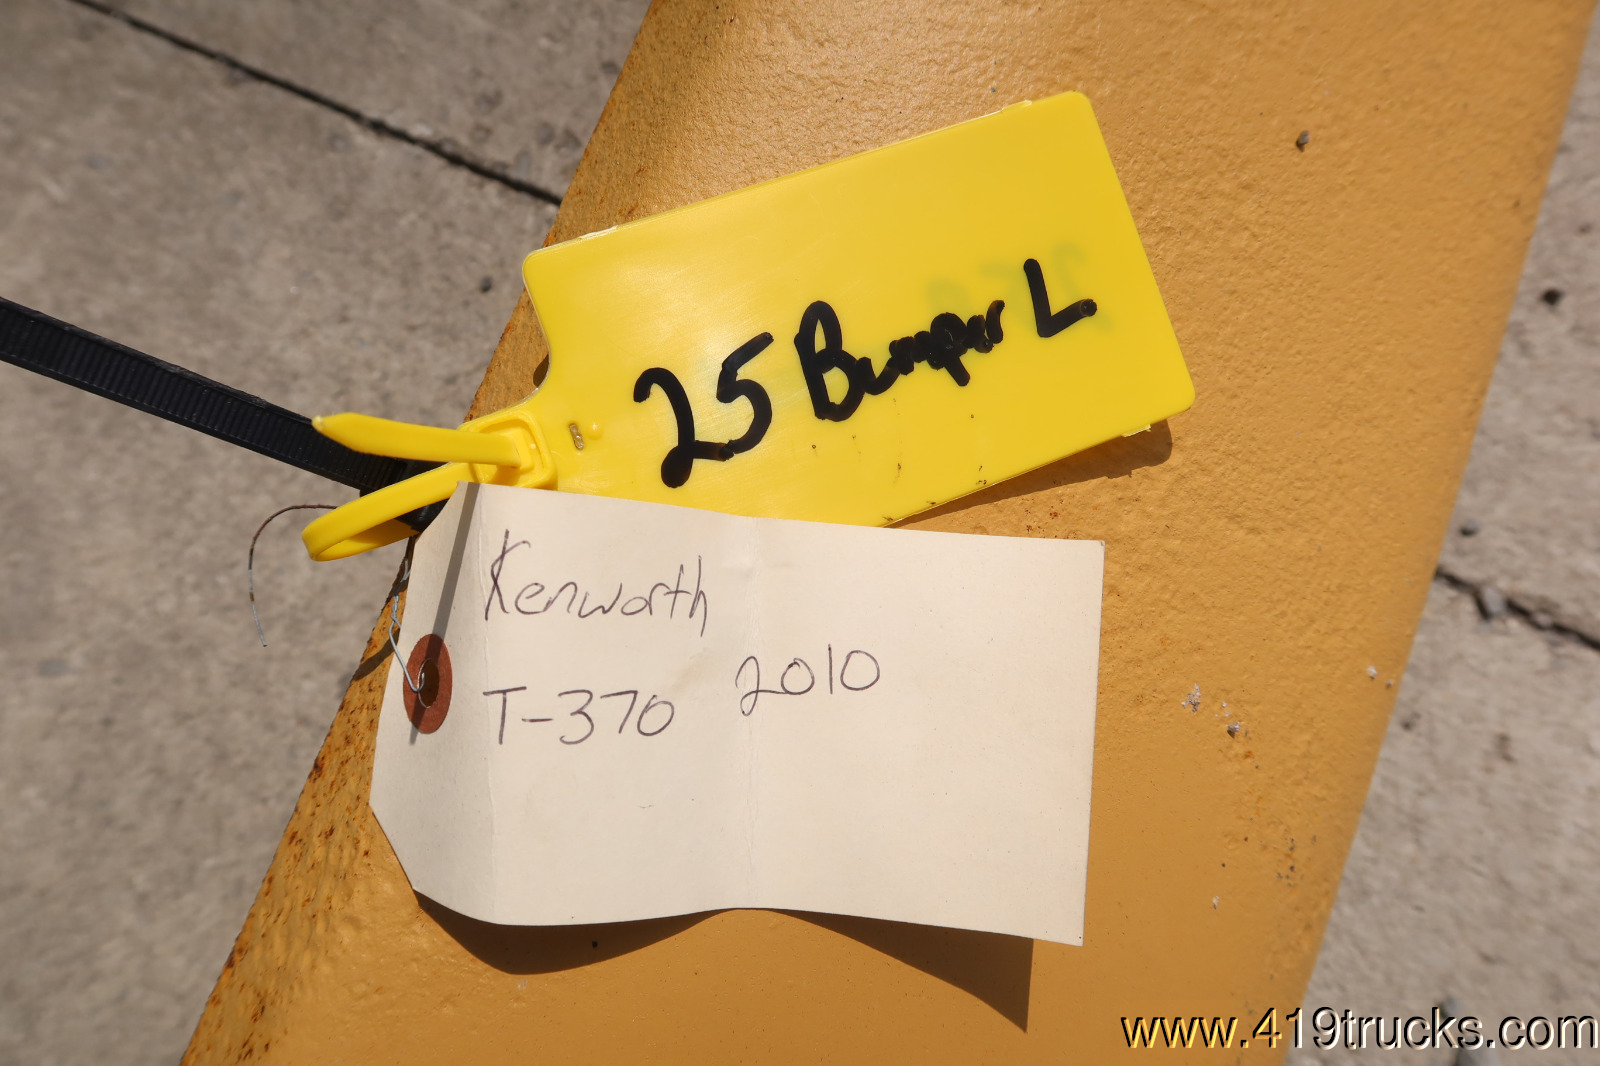 25 Bumper L
Kenworth
T-370 2010
www.419trucks.com